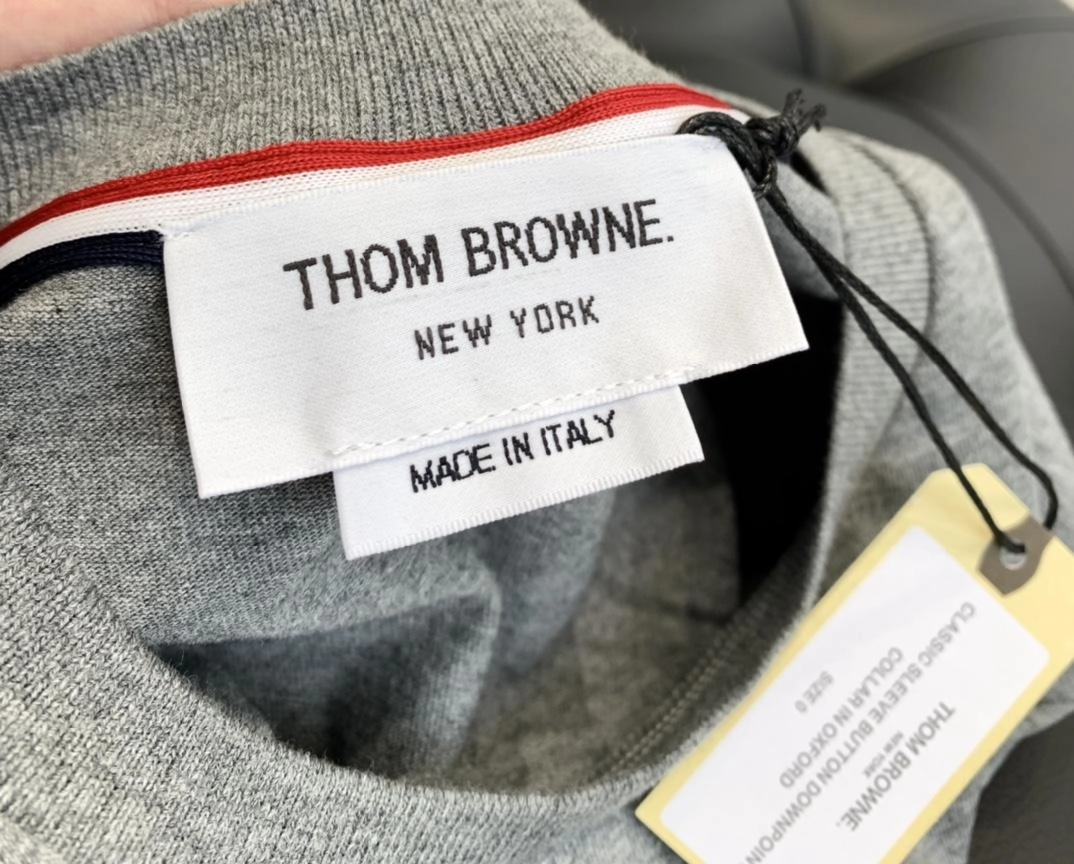 THOM BROWNE.
NEW YORK
MADE IN ITALY
THOM BROWNE.
NEW YORK
CLASSIC SLEEVE BUTTON DOWN
COLLAR IN OXFORD
SIZE 0